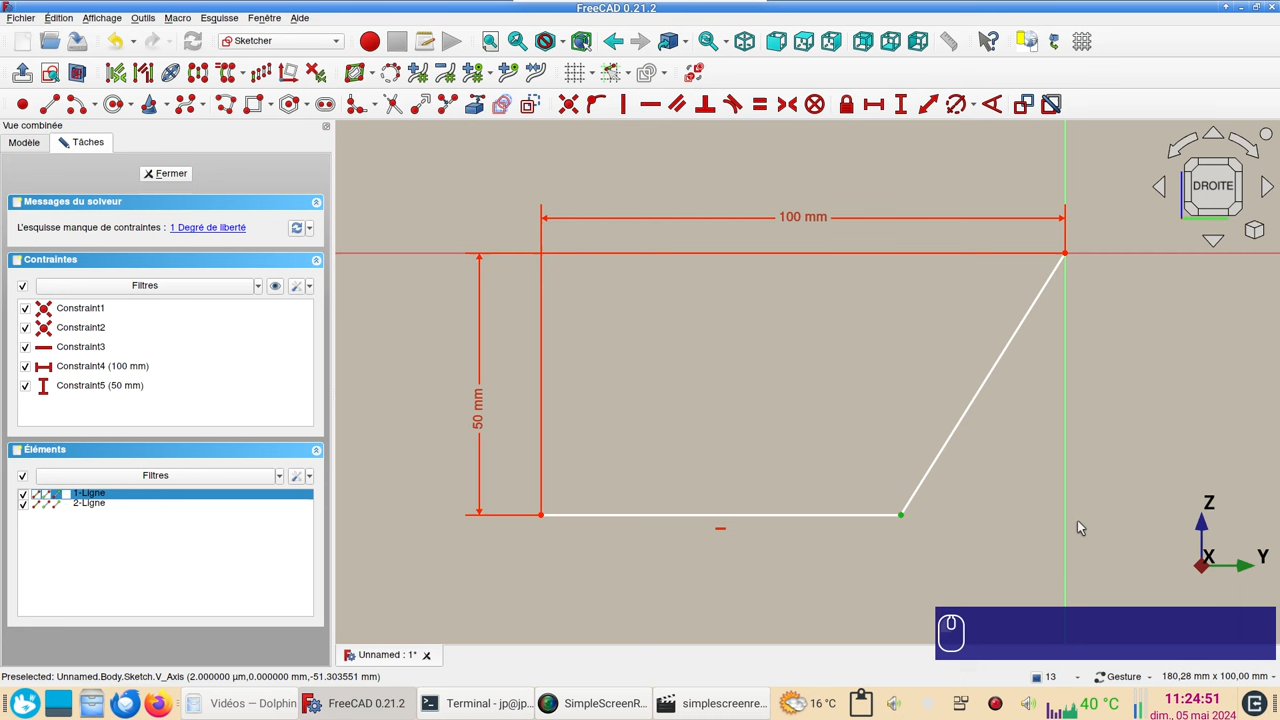 FreeCAD 0.21.2
Fichier Édition Affichage Outils Macro Esquisse Fenêtre Aide
Sketcher
Vue combinée
Modèle Tâches
Fermer
Messages du solveur
L'esquisse manque de contraintes : 1 Degré de liberté
Contraintes
Filtres
Constraint1
Constraint2
Constraint3
Constraint4 (100 mm)
Constraint5 (50 mm)
Éléments
Filtres
1-Ligne
2-Ligne
100 mm
50 mm
DROITE
Z
X Y
Unnamed : 1*
Preselected: Unnamed.Body.Sketch.V_Axis (2.000000 µm,0.000000 mm,-51.303551 mm)
13 Gesture 180,28 mm x 100,00 mm
Vidéos — Dolphin FreeCAD 0.21.2 Terminal - jp@jp... SimpleScreenR... simplescreenre... 16 °C 40 °C 11:24:51
dim., 05 mai 2024